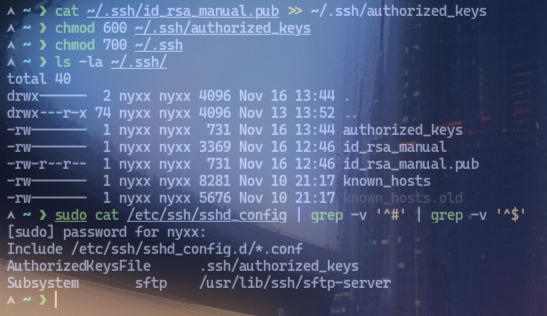 ~ ❯ cat ~/.ssh/id_rsa_manual.pub >> ~/.ssh/authorized_keys
~ ❯ chmod 600 ~/.ssh/authorized_keys
~ ❯ chmod 700 ~/.ssh
~ ❯ ls -la ~/.ssh/
total 40
drwx------ 2 nyxx nyxx 4096 Nov 16 13:44 .
drwx---r-x 74 nyxx nyxx 4096 Nov 13 13:52 ..
-rw------- 1 nyxx nyxx 731 Nov 16 13:44 authorized_keys
-rw------- 1 nyxx nyxx 3369 Nov 16 12:46 id_rsa_manual
-rw-r--r-- 1 nyxx nyxx 731 Nov 16 12:46 id_rsa_manual.pub
-rw------- 1 nyxx nyxx 8281 Nov 10 21:17 known_hosts
-rw------- 1 nyxx nyxx 5676 Nov 10 21:17 known_hosts.old
~ ❯ sudo cat /etc/ssh/sshd_config | grep -v '^#' | grep -v '^$'
[sudo] password for nyxx:
Include /etc/ssh/sshd_config.d/*.conf
AuthorizedKeysFile .ssh/authorized_keys
Subsystem sftp /usr/lib/ssh/sftp-server
~ ❯